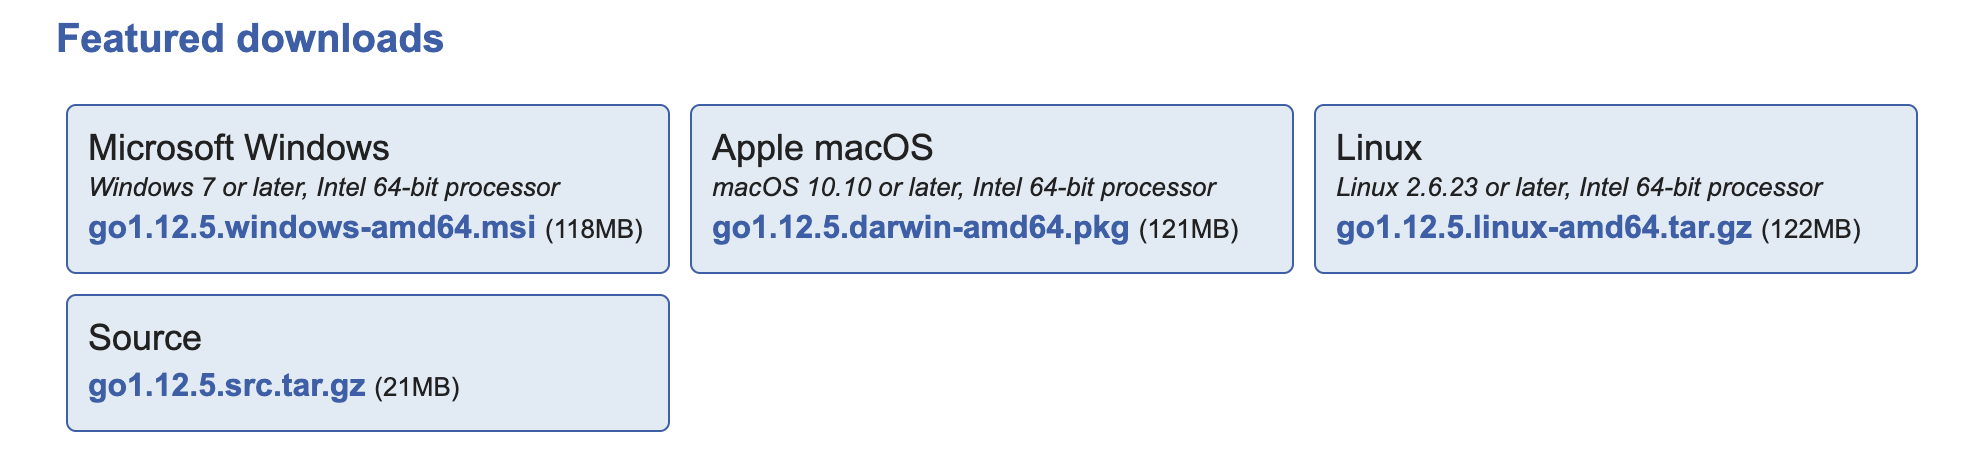 Featured downloads
Microsoft Windows
Windows 7 or later, Intel 64-bit processor
go1.12.5.windows-amd64.msi (118MB)
Apple macOS
macOS 10.10 or later, Intel 64-bit processor
go1.12.5.darwin-amd64.pkg (121MB)
Linux
Linux 2.6.23 or later, Intel 64-bit processor
go1.12.5.linux-amd64.tar.gz (122MB)
Source
go1.12.5.src.tar.gz (21MB)